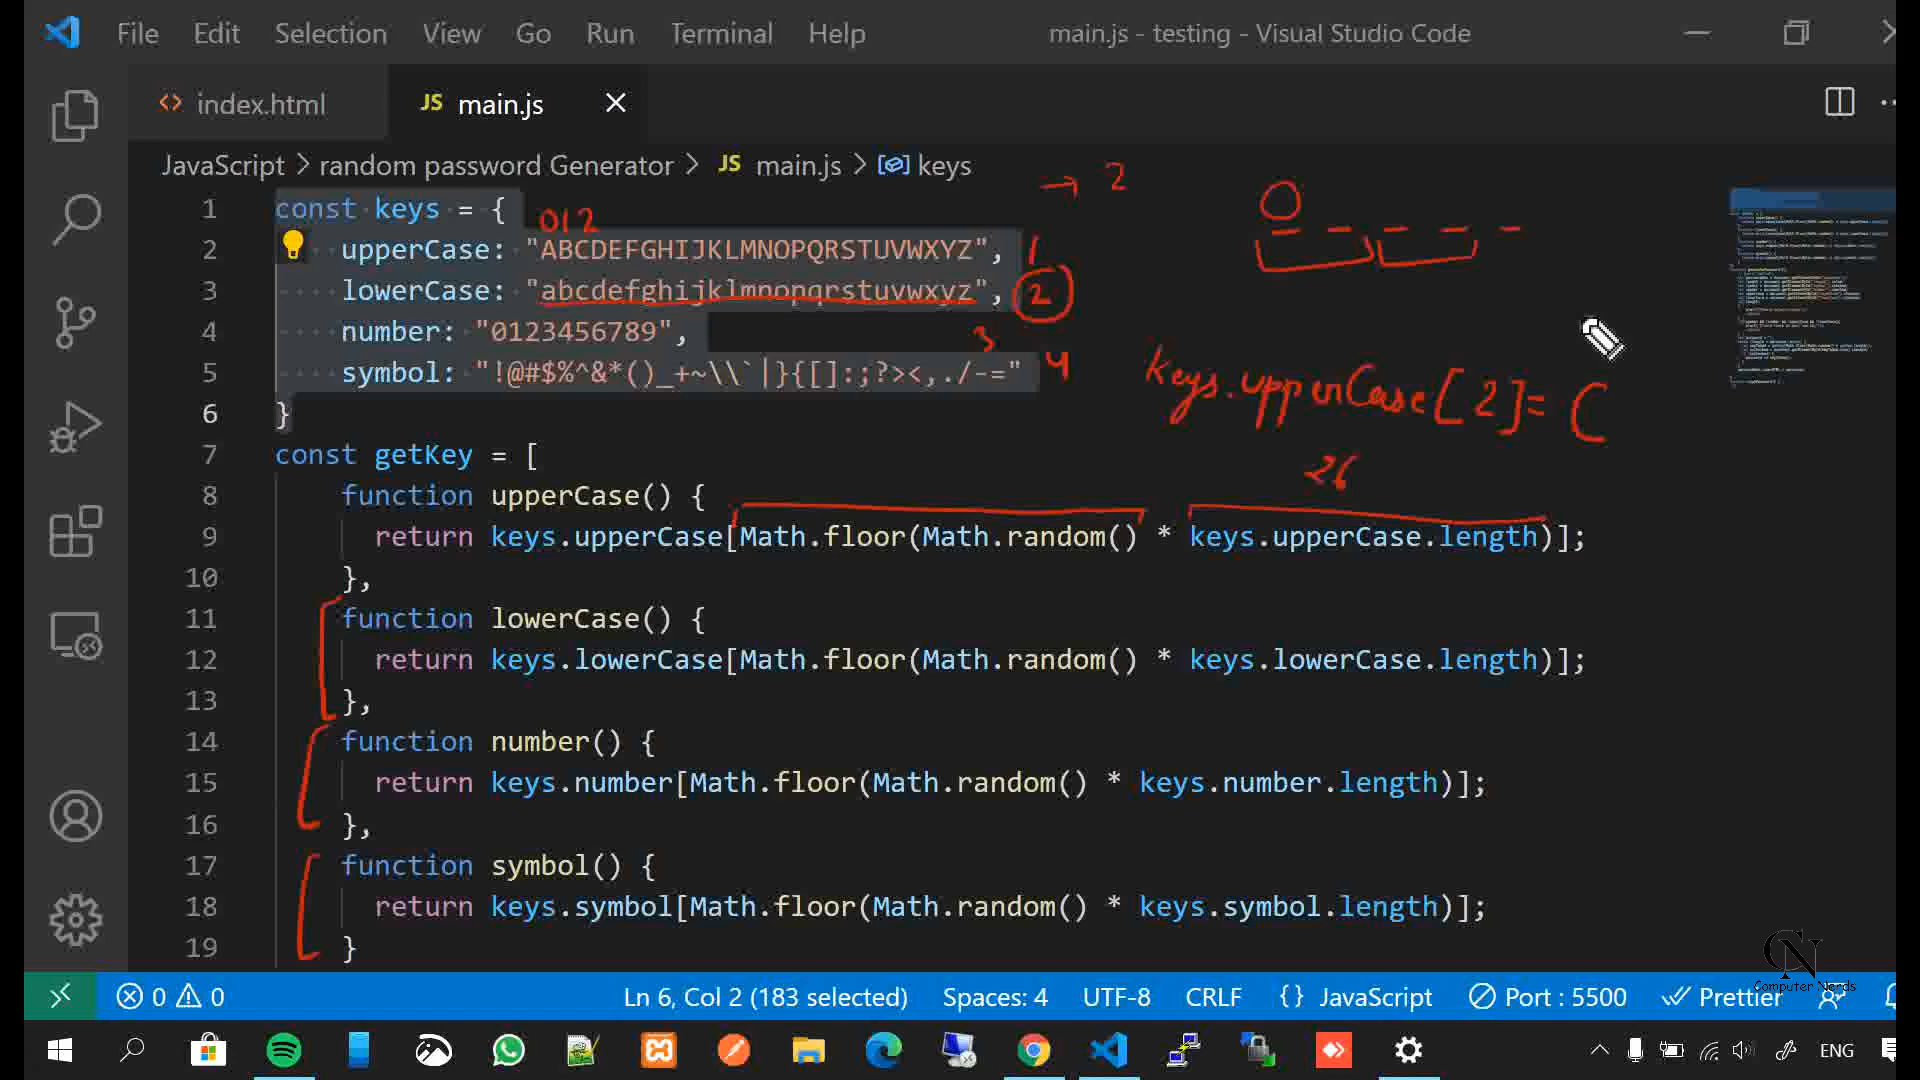 File Edit Selection View Go Run Terminal Help main.js - testing - Visual Studio Code
<> index.html JS main.js
JavaScript > random password Generator > JS main.js > keys
→ 2
0
012
1 const keys = {
2 upperCase: "ABCDEFGHIJKLMNOPQRSTUVWXYZ", 1
3 lowerCase: "abcdefghijklmnopqrstuvwxyz", 2
4 number: "0123456789", 3
5 symbol: "!@#$%^&*()_+~\\`|}{[]:;?><,./-=" 4
keys.upperCase[2]= C
6 }
7 const getKey = [
26
8 function upperCase() {
9 return keys.upperCase[Math.floor(Math.random() * keys.upperCase.length)];
10 },
11 function lowerCase() {
12 return keys.lowerCase[Math.floor(Math.random() * keys.lowerCase.length)];
13 },
14 function number() {
15 return keys.number[Math.floor(Math.random() * keys.number.length)];
16 },
17 function symbol() {
18 return keys.symbol[Math.floor(Math.random() * keys.symbol.length)];
19 }
CN
Computer Nerds
0 0 Ln 6, Col 2 (183 selected) Spaces: 4 UTF-8 CRLF {} JavaScript Port : 5500 Prettier
ENG